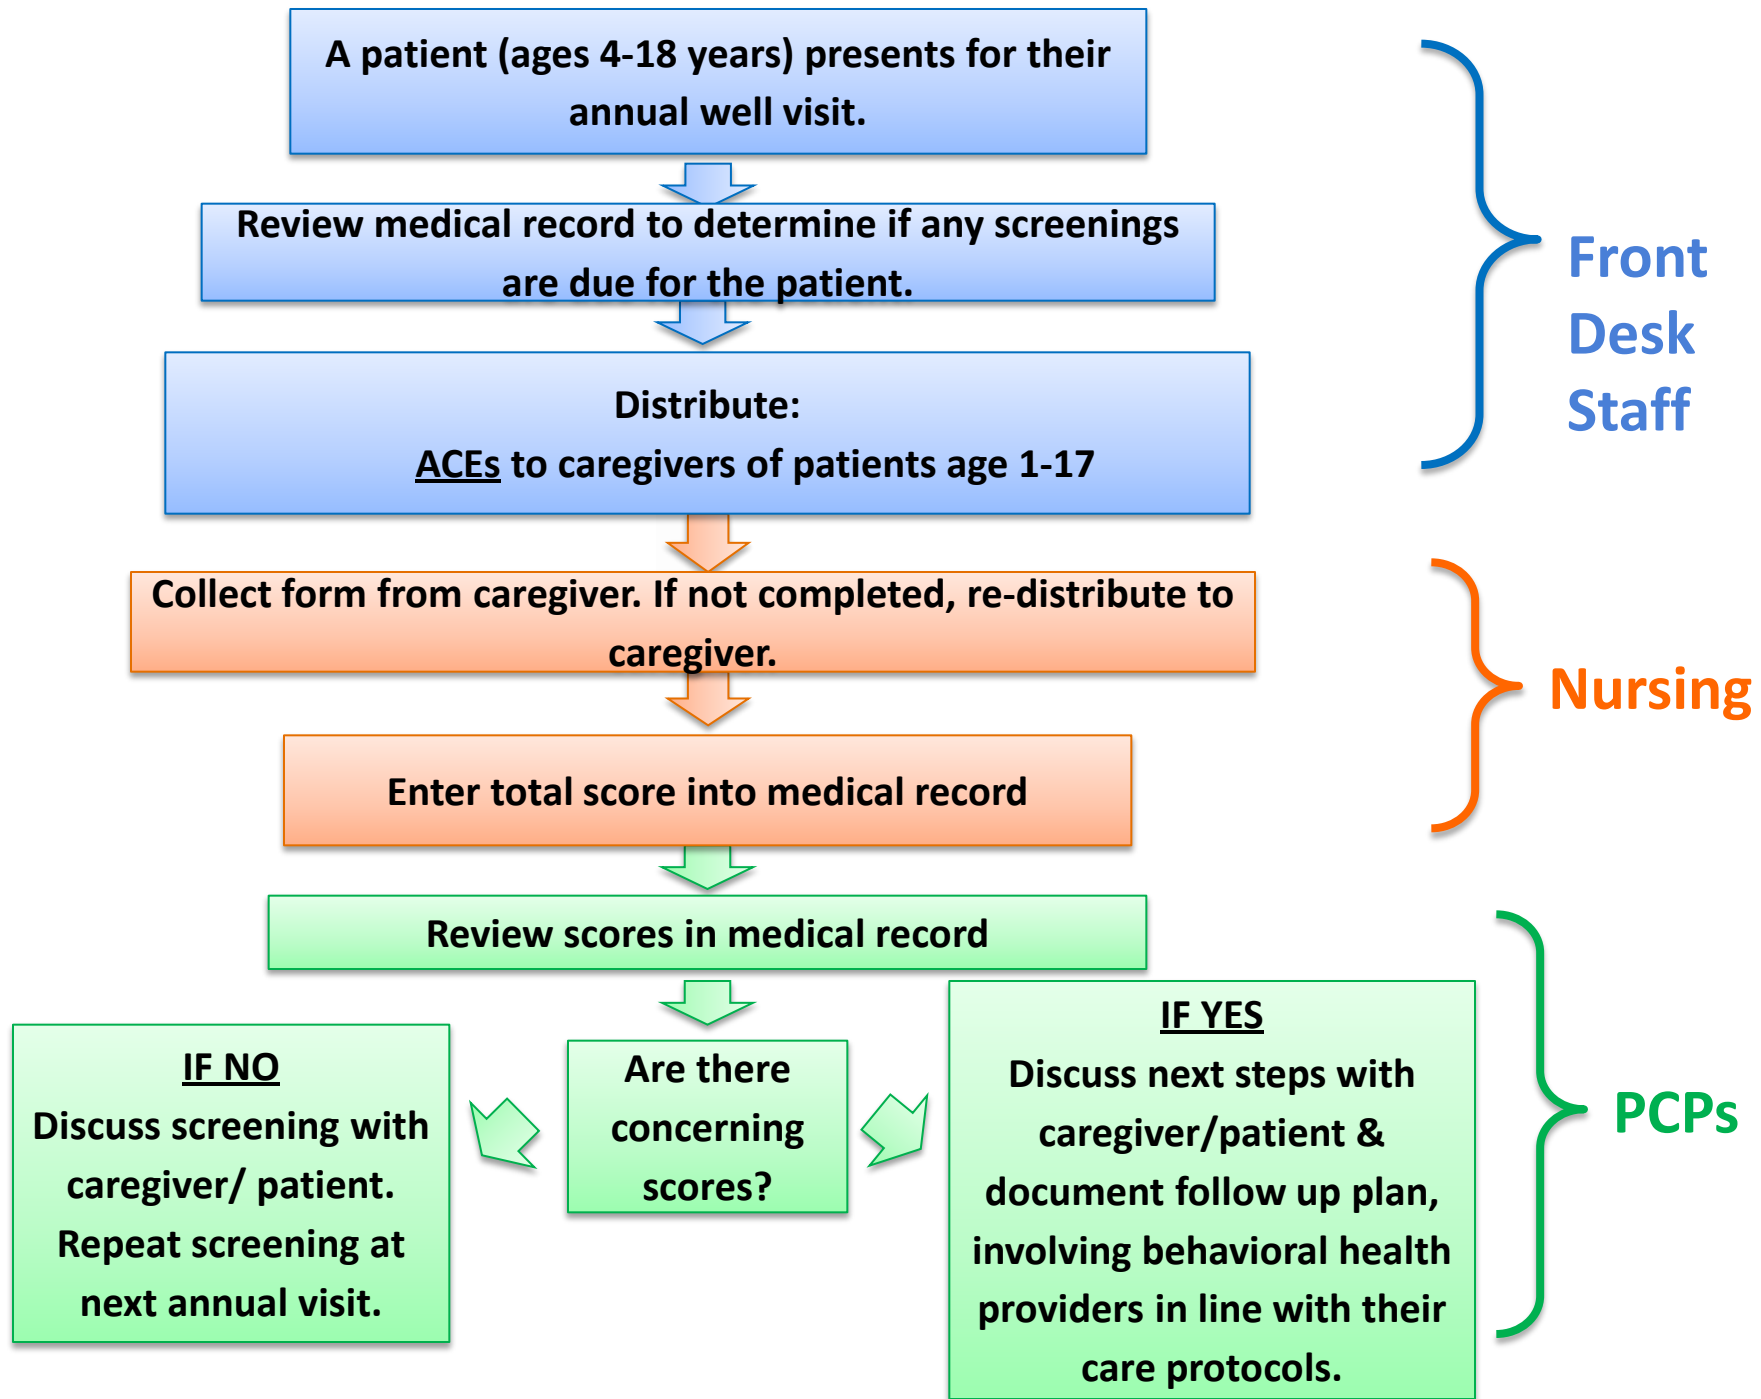 A patient (ages 4-18 years) presents for their
annual well visit.
Review medical record to determine if any screenings
are due for the patient.
Distribute:
ACEs to caregivers of patients age 1-17
Front
Desk
Staff
Collect form from caregiver. If not completed, re-distribute to
caregiver.
Enter total score into medical record
Nursing
Review scores in medical record
IF NO
Discuss screening with
caregiver/ patient.
Repeat screening at
next annual visit.
Are there
concerning
scores?
IF YES
Discuss next steps with
caregiver/patient &
document follow up plan,
involving behavioral health
providers in line with their
care protocols.
PCPs